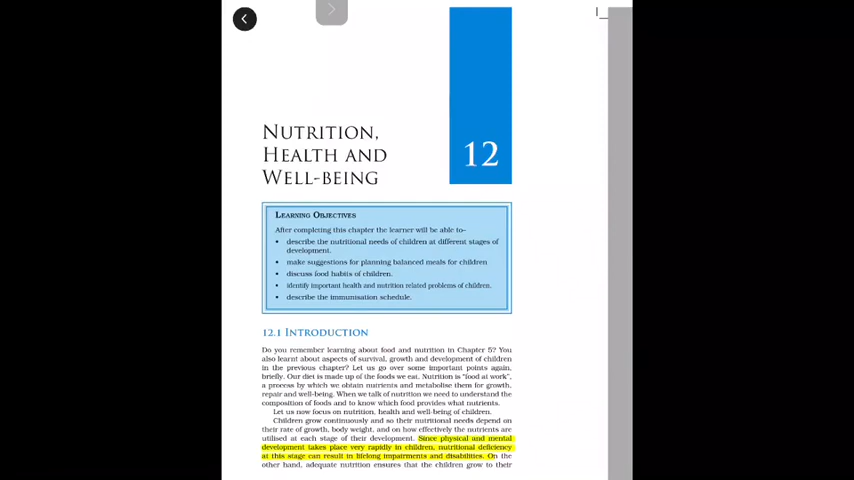 NUTRITION,
HEALTH AND
WELL-BEING
12
LEARNING OBJECTIVES
After completing this chapter the learner will be able to–
• describe the nutritional needs of children at different stages of
development.
• make suggestions for planning balanced meals for children
• discuss food habits of children.
• identify important health and nutrition related problems of children.
• describe the immunisation schedule.
12.1 INTRODUCTION
Do you remember learning about food and nutrition in Chapter 5? You
also learnt about aspects of survival, growth and development of children
in the previous chapter? Let us go over some important points again,
briefly. Our diet is made up of the foods we eat. Nutrition is “food at work”,
a process by which we obtain nutrients and metabolise them for growth,
repair and well-being. When we talk of nutrition we need to understand the
composition of foods and to know which food provides what nutrients.
Let us now focus on nutrition, health and well-being of children.
Children grow continuously and so their nutritional needs depend on
their rate of growth, body weight, and on how effectively the nutrients are
utilised at each stage of their development. Since physical and mental
development takes place very rapidly in children, nutritional deficiency
at this stage can result in lifelong impairments and disabilities. On the
other hand, adequate nutrition ensures that the children grow to their